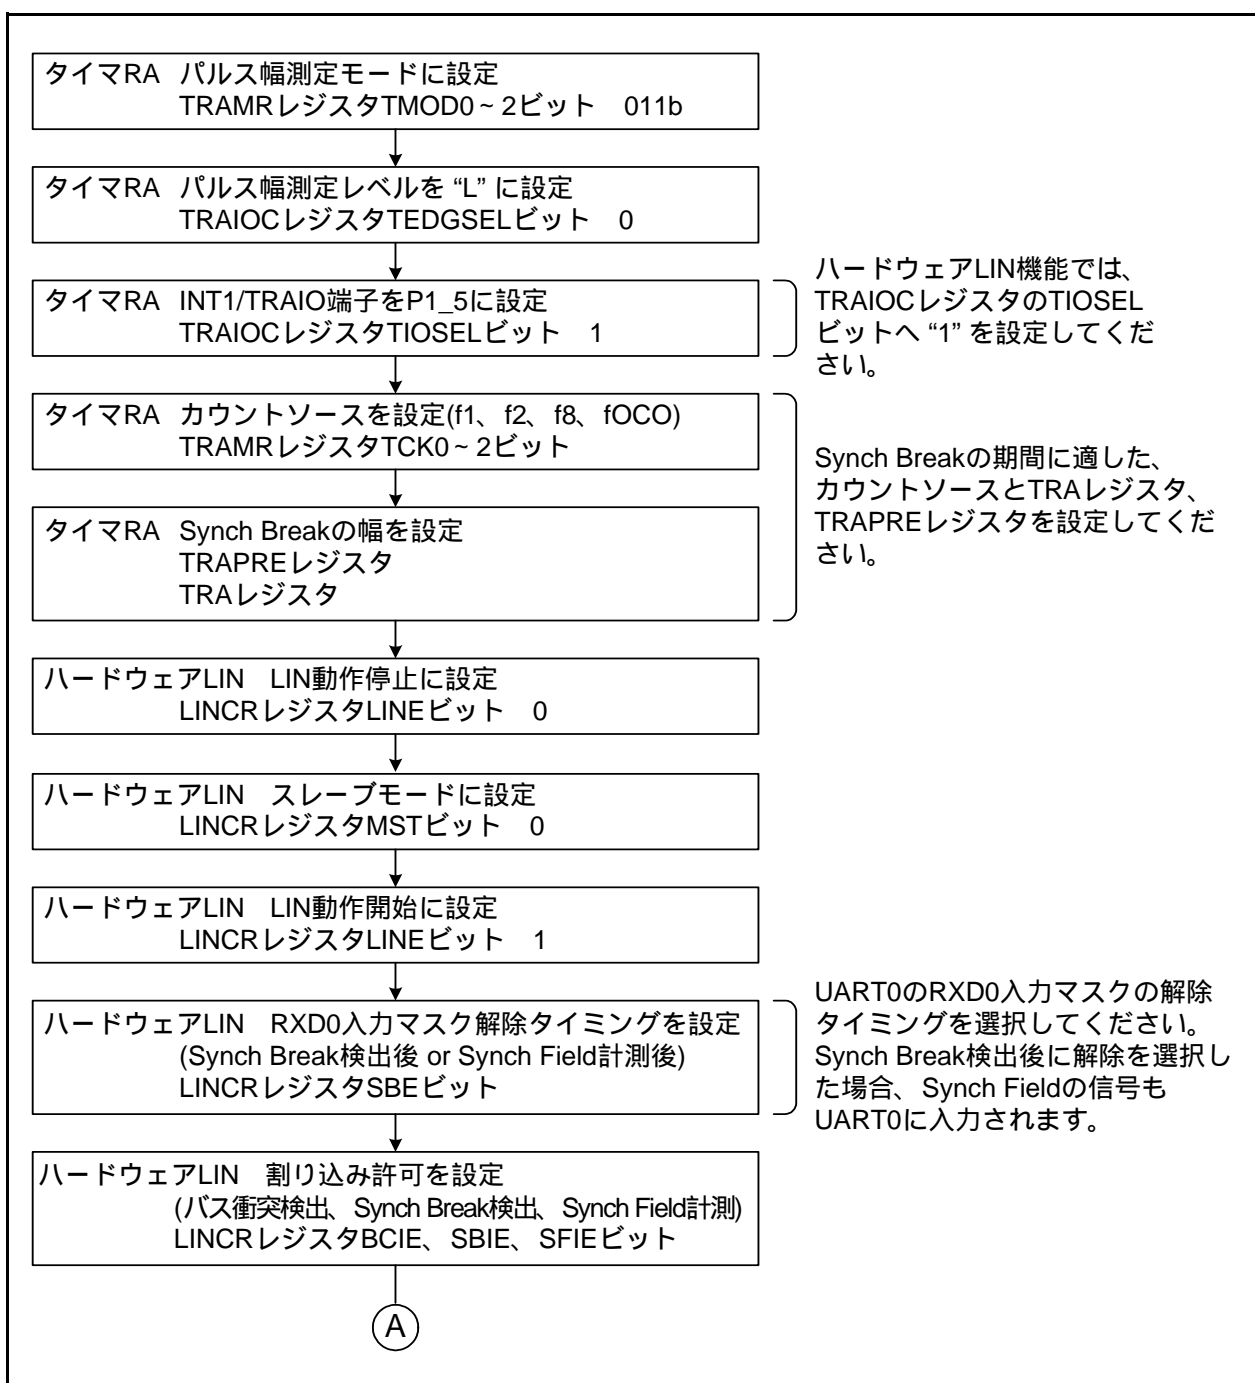 タイマRA パルス幅測定モードに設定
TRAMRレジスタTMOD0～2ビット 011b
タイマRA パルス幅測定レベルを “L” に設定
TRAIOCレジスタTEDGSELビット 0
タイマRA INT1/TRAIO端子をP1_5に設定
TRAIOCレジスタTIOSELビット 1
ハードウェアLIN機能では、
TRAIOCレジスタのTIOSEL
ビットへ “1” を設定してくだ
さい。
タイマRA カウントソースを設定(f1、f2、f8、fOCO)
TRAMRレジスタTCK0～2ビット
タイマRA Synch Breakの幅を設定
TRAPREレジスタ
TRAレジスタ
Synch Breakの期間に適した、
カウントソースとTRAレジスタ、
TRAPREレジスタを設定してくだ
さい。
ハードウェアLIN LIN動作停止に設定
LINCRレジスタLINEビット 0
ハードウェアLIN スレーブモードに設定
LINCRレジスタMSTビット 0
ハードウェアLIN LIN動作開始に設定
LINCRレジスタLINEビット 1
ハードウェアLIN RXD0入力マスク解除タイミングを設定
(Synch Break検出後 or Synch Field計測後)
LINCRレジスタSBEビット
UART0のRXD0入力マスクの解除
タイミングを選択してください。
Synch Break検出後に解除を選択し
た場合、Synch Fieldの信号も
UART0に入力されます。
ハードウェアLIN 割り込み許可を設定
(バス衝突検出、Synch Break検出、Synch Field計測)
LINCRレジスタBCIE、SBIE、SFIEビット
A